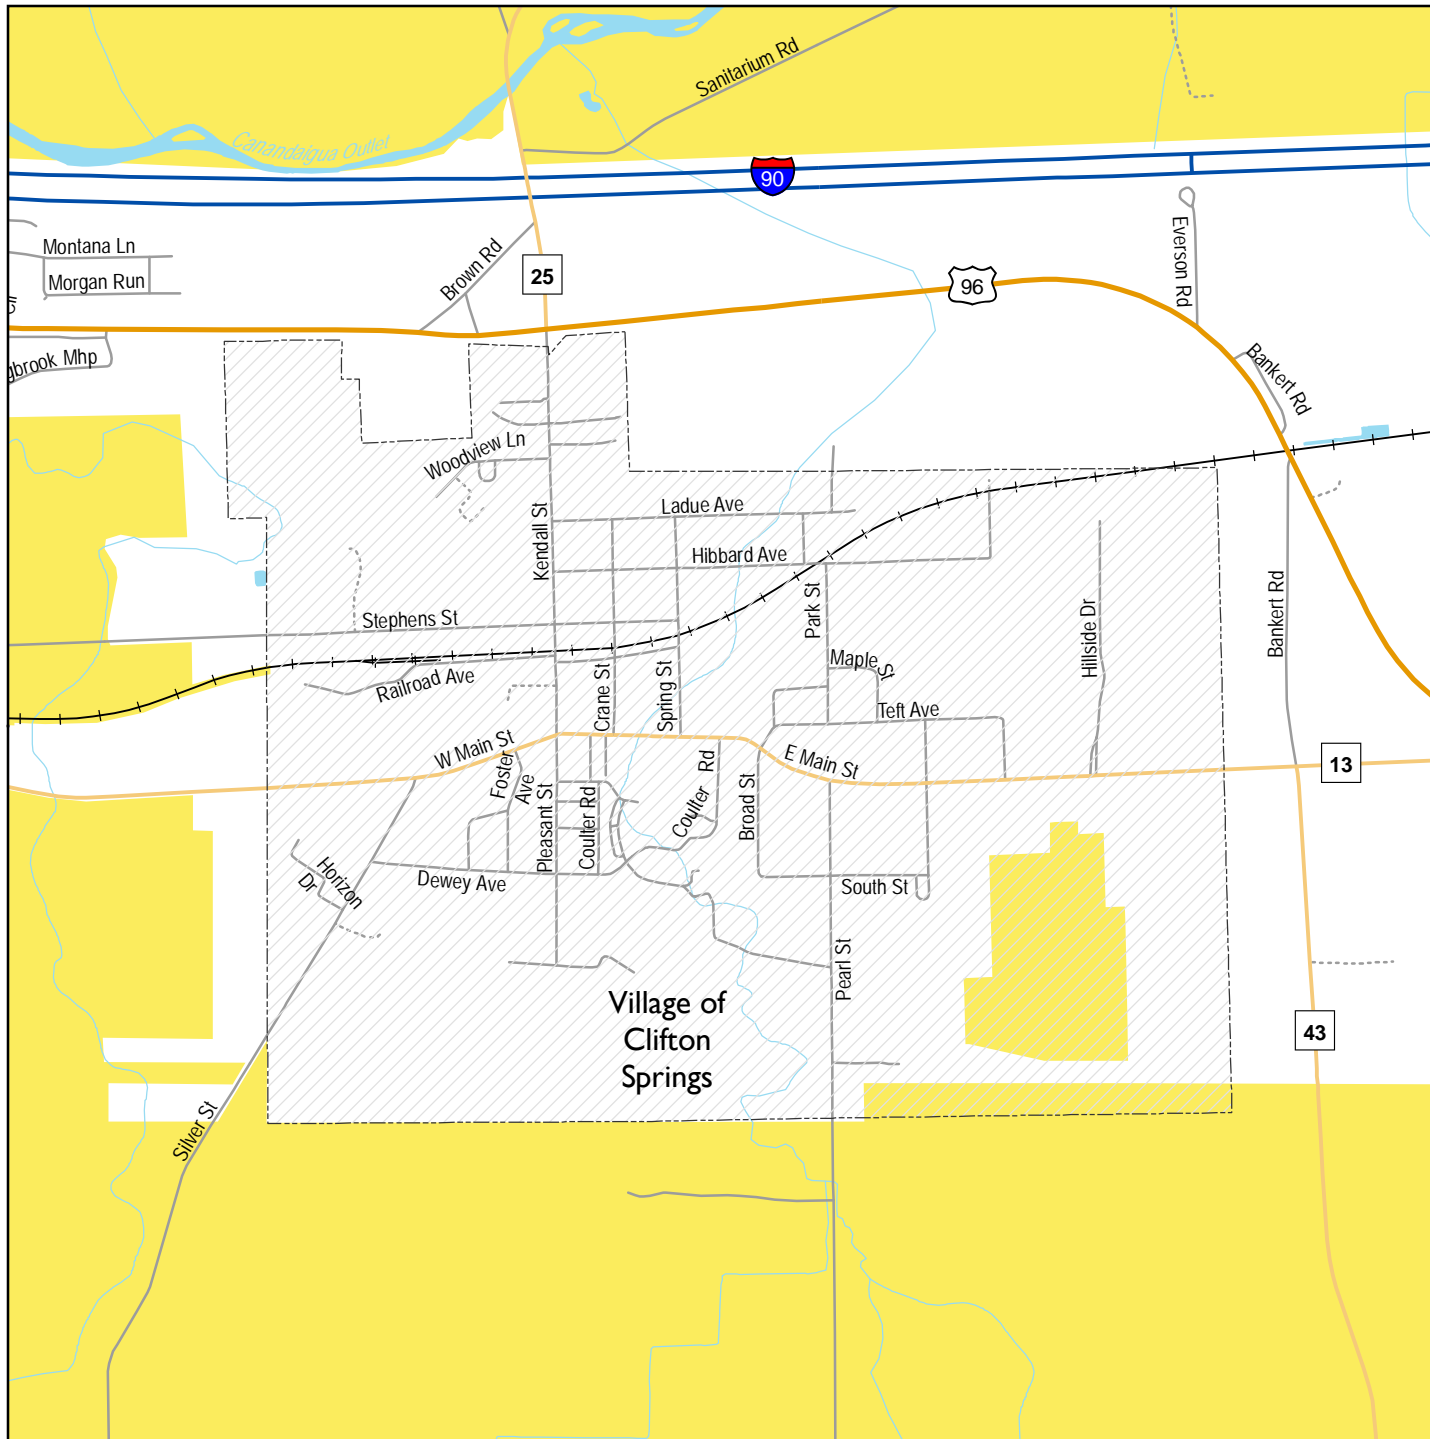 Sanitarium Rd
Canandaigua Outlet
90
Montana Ln
Morgan Run
Brown Rd
25
96
Everson Rd
gbrook Mhp
Bankert Rd
Woodview Ln
Kendall St
Ladue Ave
Hibbard Ave
Park St
Stephens St
Hillside Dr
Bankert Rd
Railroad Ave
Crane St
Spring St
Maple St
Teft Ave
W Main St
E Main St
13
Foster
Ave
Pleasant St
Coulter Rd
Coulter Rd
Broad St
Horizon
Dr
Dewey Ave
South St
Pearl St
Village of
Clifton
Springs
43
Silver St